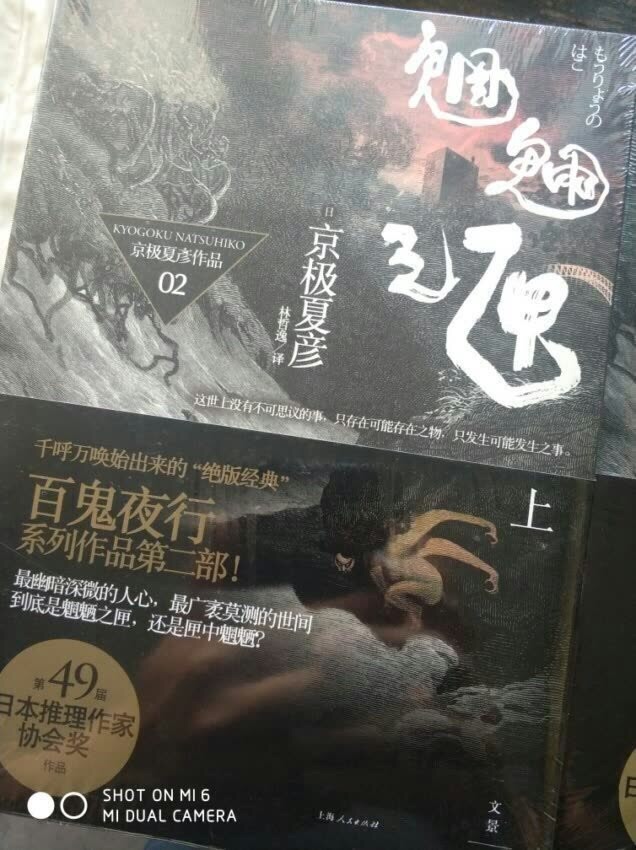 もうりょうの
はこ
魍魎
之匣
KYOGOKU NATSUHIKO
京极夏彦作品
02
日
京极夏彦
林哲逸／译
这世上没有不可思议的事，只存在可能存在之物，只发生可能发生之事。
千呼万唤始出来的“绝版经典”
百鬼夜行
系列作品第二部！
最幽暗深微的人心，最广袤莫测的世间
到底是魍魉之匣，还是匣中魍魉？
上
第49届
日本推理作家
协会奖
作品
SHOT ON MI 6
MI DUAL CAMERA
上海人民出版社
文景